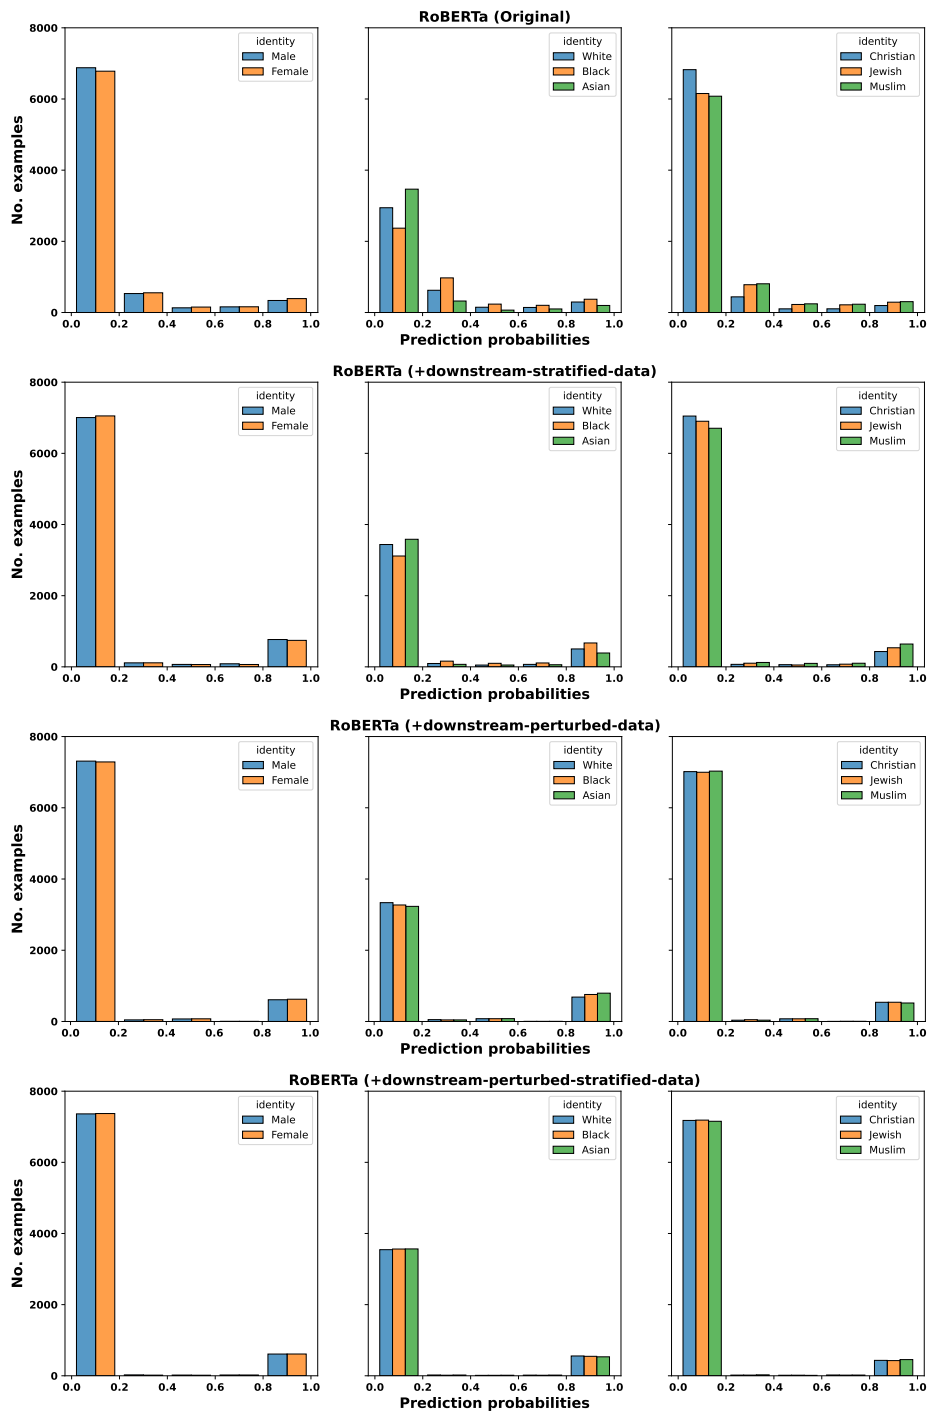 RoBERTa (Original)
8000
6000
4000
2000
0
No. examples
identity
Male
Female
identity
White
Black
Asian
identity
Christian
Jewish
Muslim
0.0 0.2 0.4 0.6 0.8 1.0
0.0 0.2 0.4 0.6 0.8 1.0
0.0 0.2 0.4 0.6 0.8 1.0
Prediction probabilities
RoBERTa (+downstream-stratified-data)
8000
6000
4000
2000
0
No. examples
identity
Male
Female
identity
White
Black
Asian
identity
Christian
Jewish
Muslim
0.0 0.2 0.4 0.6 0.8 1.0
0.0 0.2 0.4 0.6 0.8 1.0
0.0 0.2 0.4 0.6 0.8 1.0
Prediction probabilities
RoBERTa (+downstream-perturbed-data)
8000
6000
4000
2000
0
No. examples
identity
Male
Female
identity
White
Black
Asian
identity
Christian
Jewish
Muslim
0.0 0.2 0.4 0.6 0.8 1.0
0.0 0.2 0.4 0.6 0.8 1.0
0.0 0.2 0.4 0.6 0.8 1.0
Prediction probabilities
RoBERTa (+downstream-perturbed-stratified-data)
8000
6000
4000
2000
0
No. examples
identity
Male
Female
identity
White
Black
Asian
identity
Christian
Jewish
Muslim
0.0 0.2 0.4 0.6 0.8 1.0
0.0 0.2 0.4 0.6 0.8 1.0
0.0 0.2 0.4 0.6 0.8 1.0
Prediction probabilities